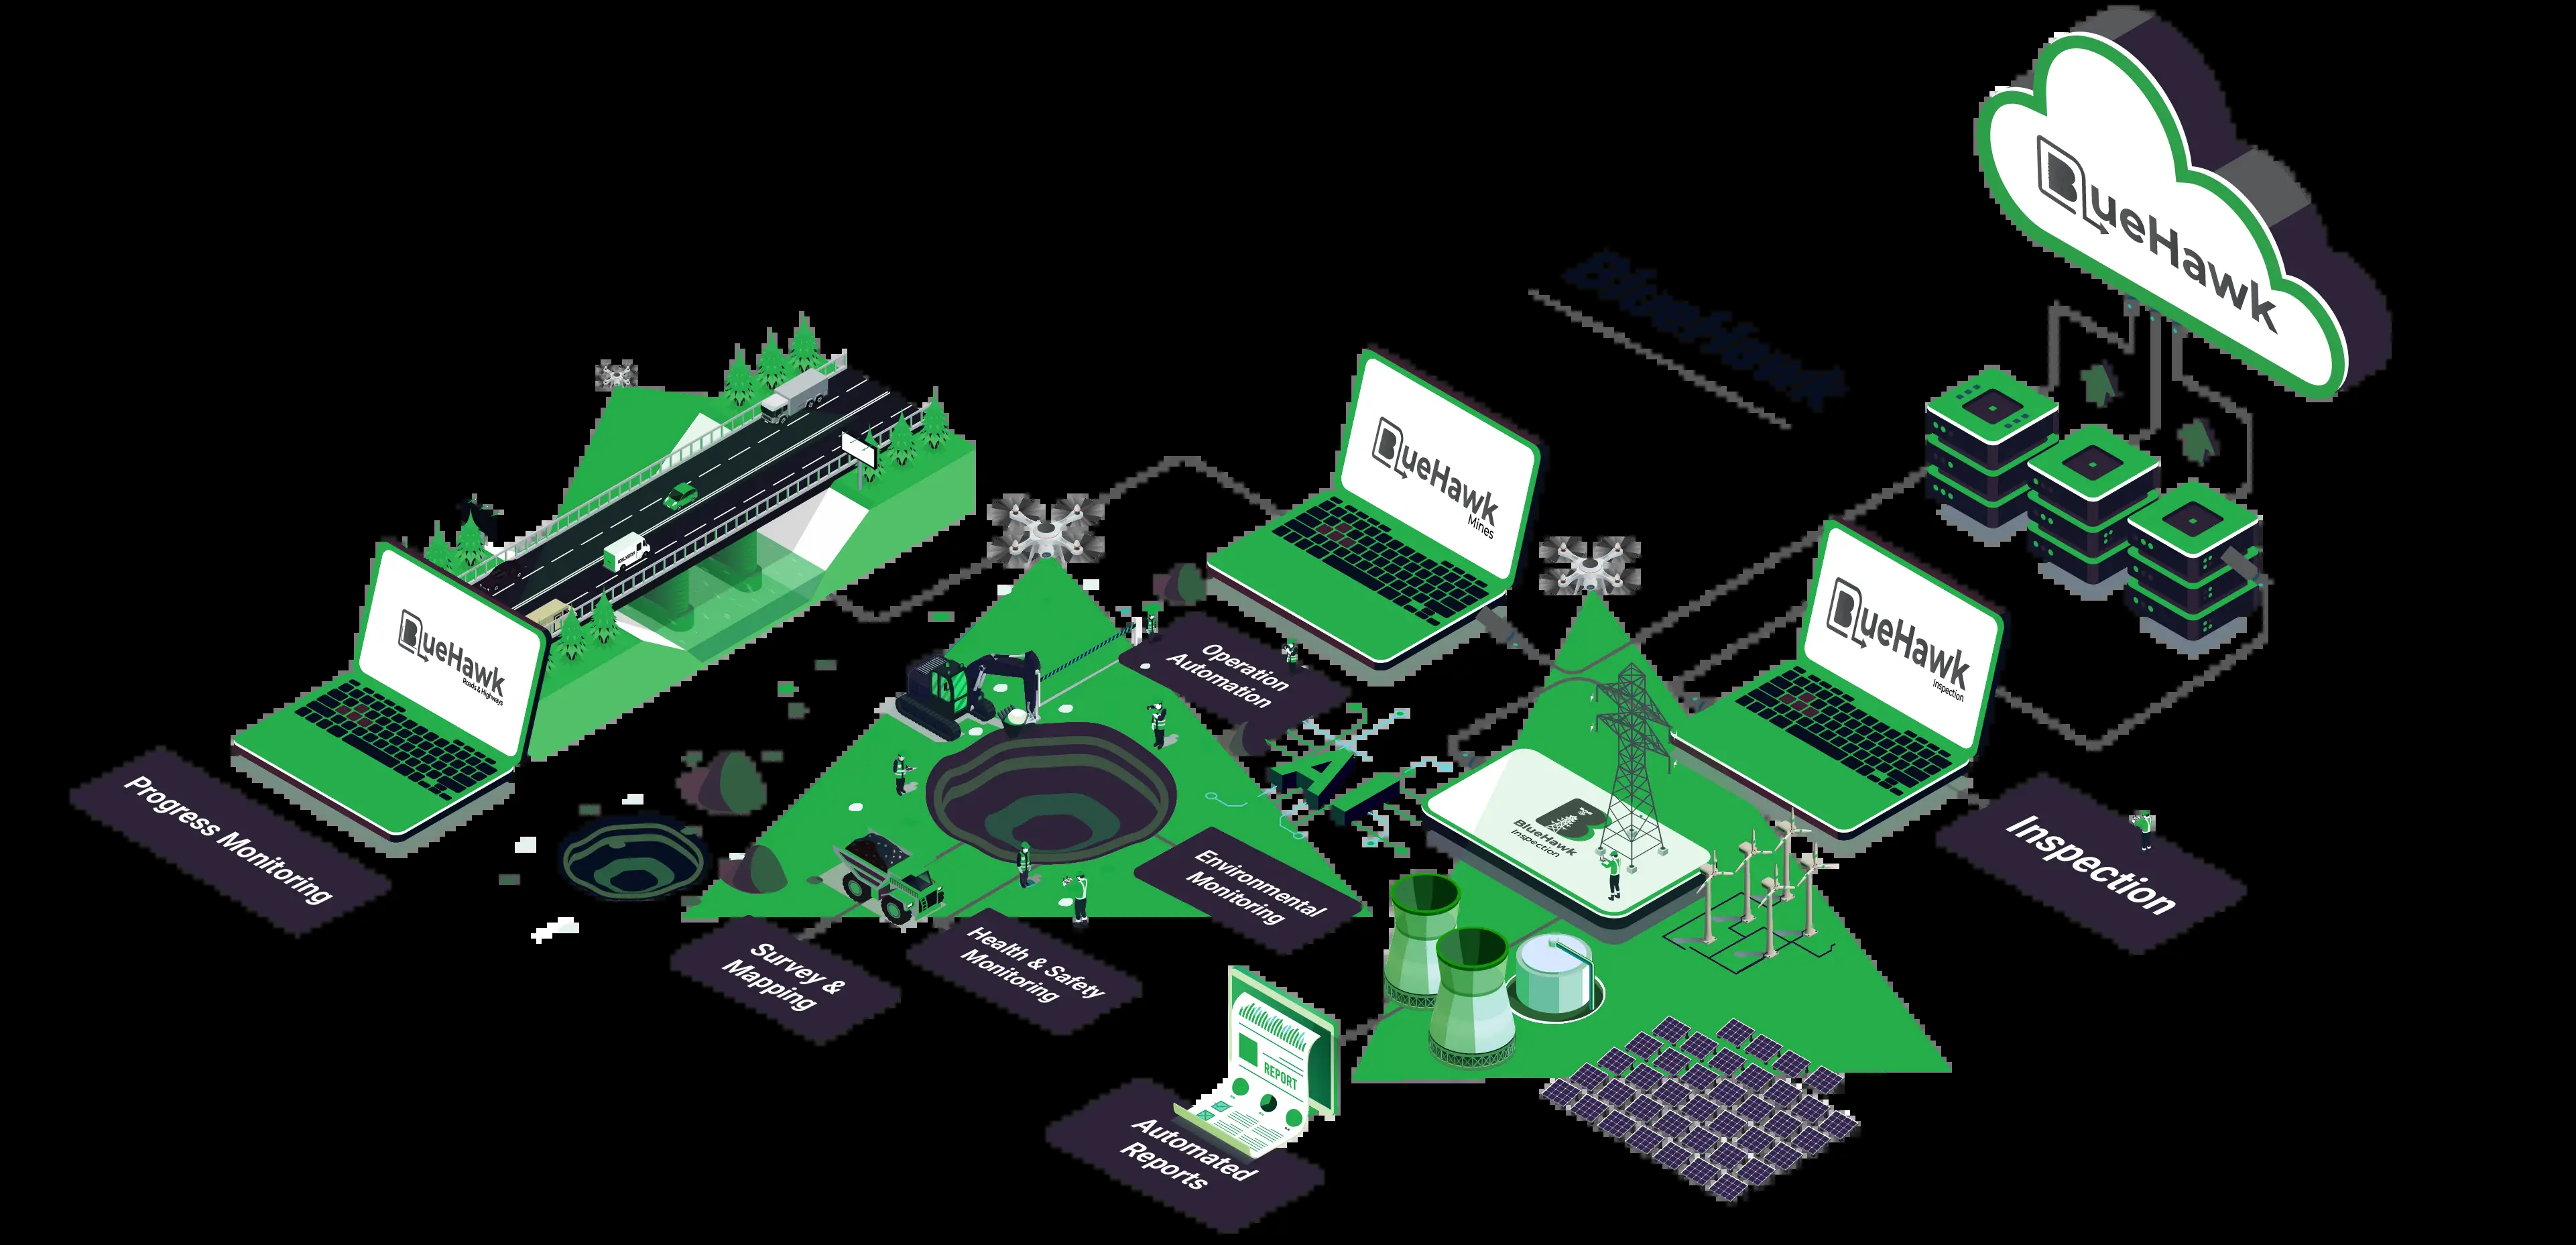 BlueHawk
BlueHawk
BlueHawk
Mines
BlueHawk
Roads & Highways
BlueHawk
Inspection
Operation
Automation
AI
BlueHawk
Inspection
Progress Monitoring
Inspection
Environmental
Monitoring
Survey &
Mapping
Health & Safety
Monitoring
REPORT
Automated
Reports